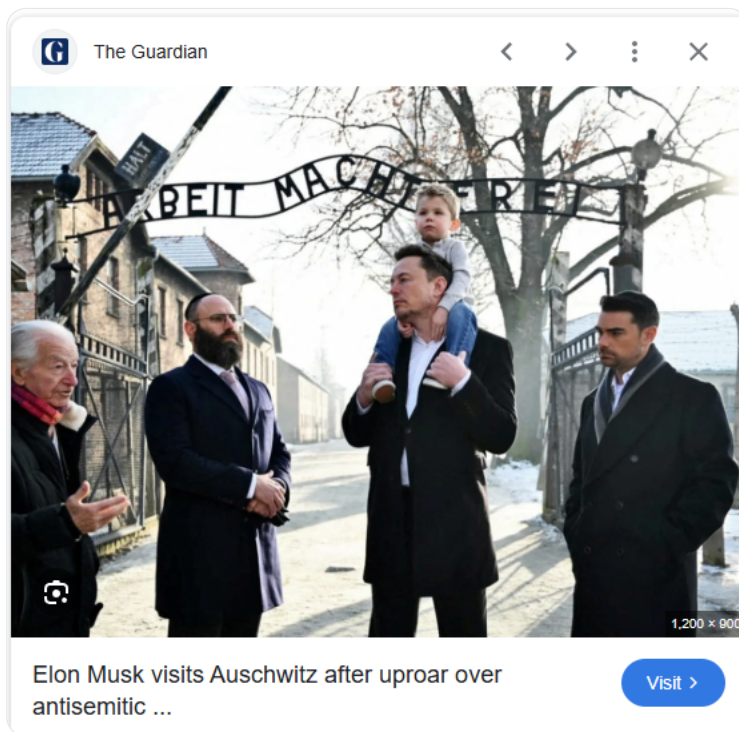 G The Guardian
HALT
ARBEIT MACHT FREI
1,200 × 900
Elon Musk visits Auschwitz after uproar over
antisemitic ...
Visit